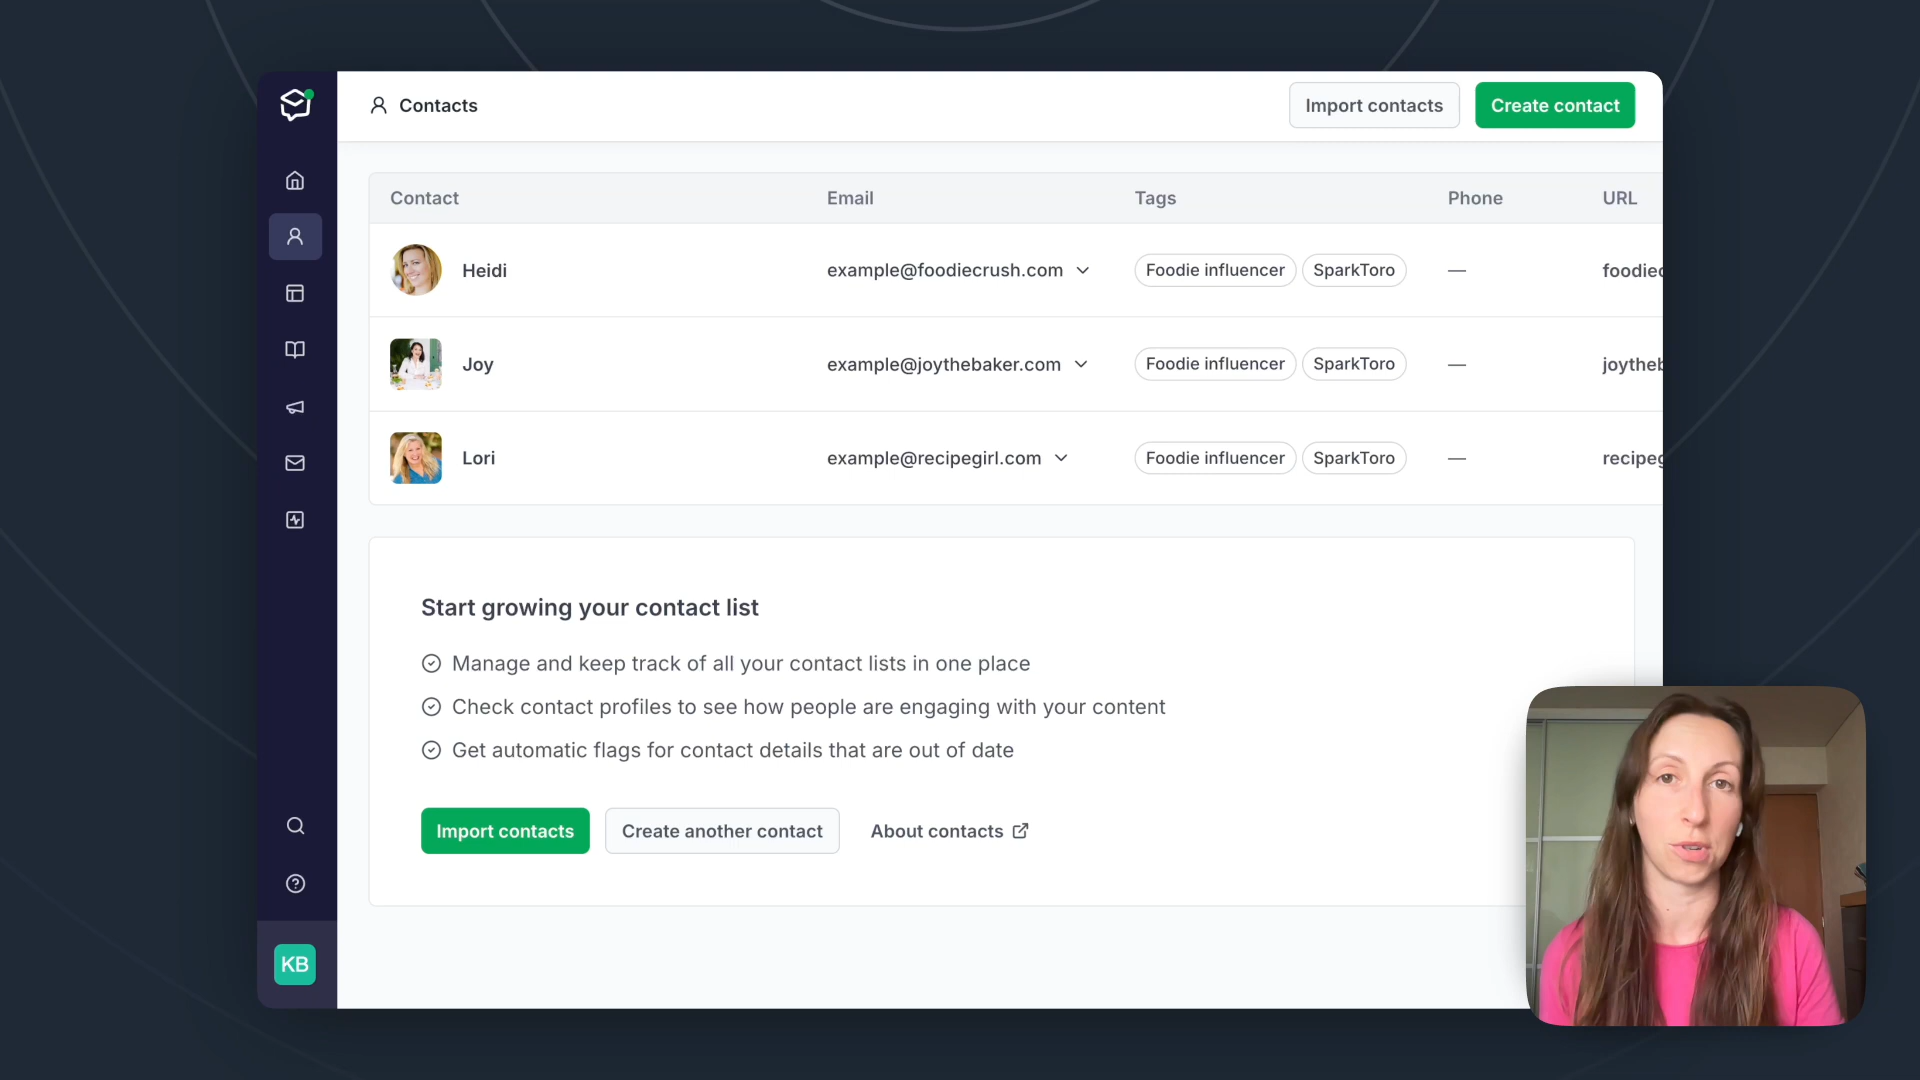 Contacts
Import contacts
Create contact
Contact Email Tags Phone URL
Heidi example@foodiecrush.com Foodie influencer SparkToro — foodiec
Joy example@joythebaker.com Foodie influencer SparkToro — joytheb
Lori example@recipegirl.com Foodie influencer SparkToro — recipeg
Start growing your contact list
Manage and keep track of all your contact lists in one place
Check contact profiles to see how people are engaging with your content
Get automatic flags for contact details that are out of date
Import contacts Create another contact About contacts
KB